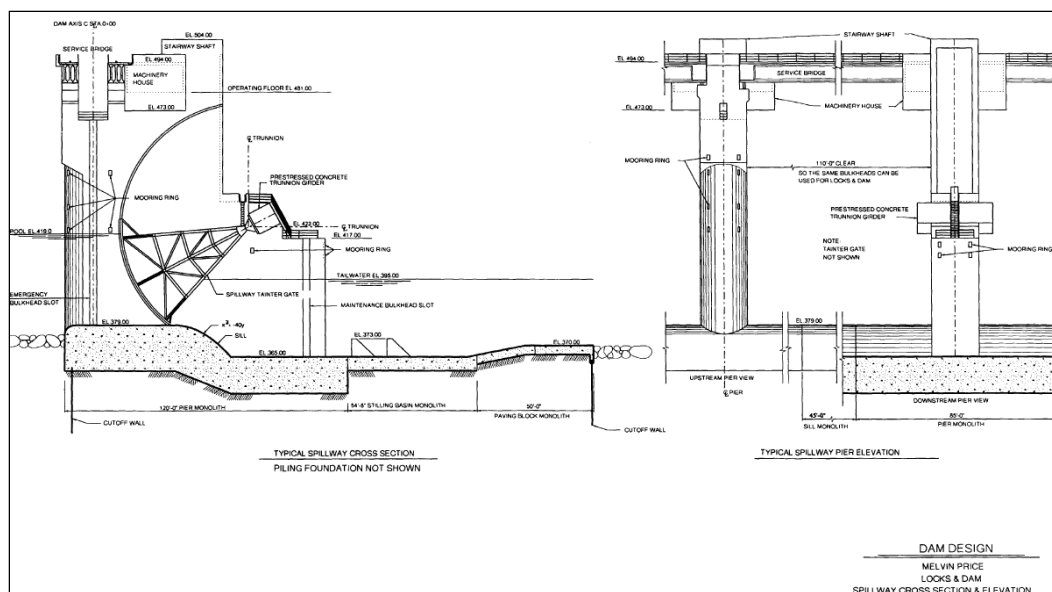 DAM AXIS C STA 0+00
EL 504.00
SERVICE BRIDGE
STAIRWAY SHAFT
EL 494.00
MACHINERY
HOUSE
OPERATING FLOOR EL 481.00
EL 473.00
℄ TRUNNION
PRESTRESSED CONCRETE
TRUNNION GIRDER
MOORING RING
POOL EL 419.0
EL 422.00
℄ TRUNNION
EL 417.00
MOORING RING
TAILWATER EL 395.00
EMERGENCY
BULKHEAD SLOT
SPILLWAY TAINTER GATE
MAINTENANCE BULKHEAD SLOT
EL 379.00
SILL
EL 373.00
EL 365.00
EL 370.00
120'-0" PIER MONOLITH
STILLING BASIN MONOLITH
50'-0"
PAVING BLOCK MONOLITH
CUTOFF WALL
CUTOFF WALL
TYPICAL SPILLWAY CROSS SECTION
PILING FOUNDATION NOT SHOWN
STAIRWAY SHAFT
EL 494.00
SERVICE BRIDGE
EL 473.00
MACHINERY HOUSE
MOORING RING
110'-0" CLEAR
SO THE SAME BULKHEADS CAN BE
USED FOR LOCKS & DAM
PRESTRESSED CONCRETE
TRUNNION GIRDER
NOTE:
TAINTER GATE
NOT SHOWN
MOORING RING
EL 379.00
UPSTREAM PIER VIEW
℄ PIER
DOWNSTREAM PIER VIEW
SILL MONOLITH
PIER MONOLITH
TYPICAL SPILLWAY PIER ELEVATION
DAM DESIGN
MELVIN PRICE
LOCKS & DAM
SPILLWAY CROSS SECTION & ELEVATION